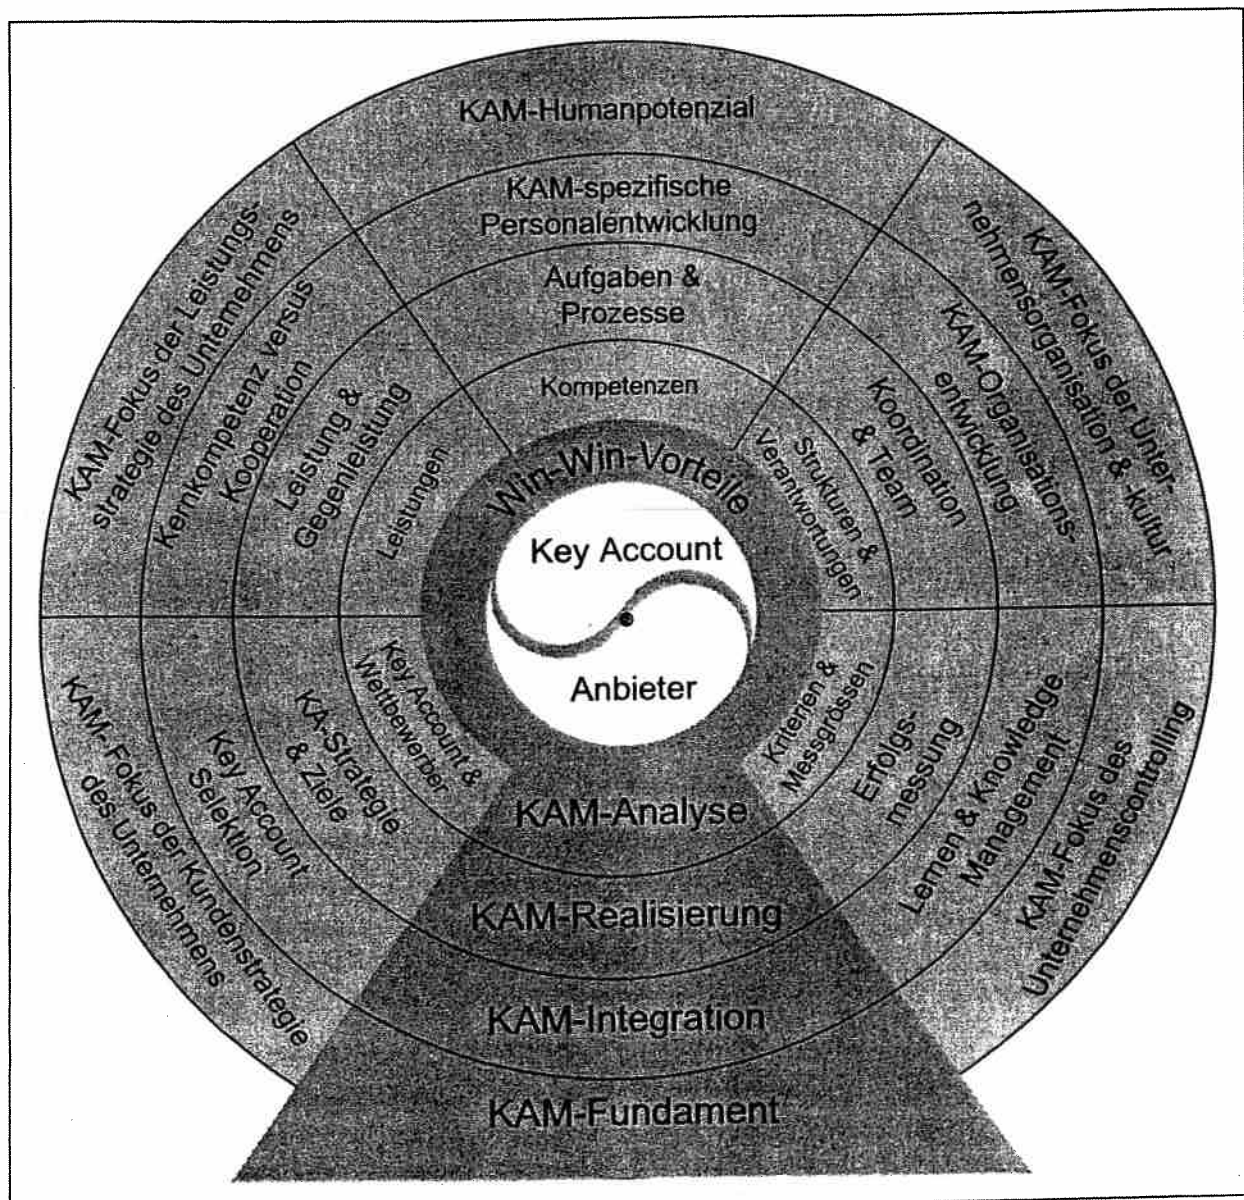 KAM-Humanpotenzial
KAM-spezifische
Personalentwicklung
Aufgaben &
Prozesse
Kompetenzen
KAM-Fokus der Leistungs-
strategie des Unternehmens
Kernkompetenz versus
Kooperation
Leistung &
Gegenleistung
Leistungen
KAM-Fokus der Unter-
nehmensorganisation & -kultur
KAM-Organisations-
entwicklung
Koordination
& Team
Strukturen &
Verantwortungen
Win-Win-Vorteile
Key Account
Anbieter
KAM- Fokus der Kundenstrategie
des Unternehmens
Key Account
Selektion
KA-Strategie
& Ziele
Key Account &
Wettbewerber
Kriterien &
Messgrössen
Erfolgs-
messung
Lernen & Knowledge
Management
KAM-Fokus des
Unternehmenscontrolling
KAM-Analyse
KAM-Realisierung
KAM-Integration
KAM-Fundament